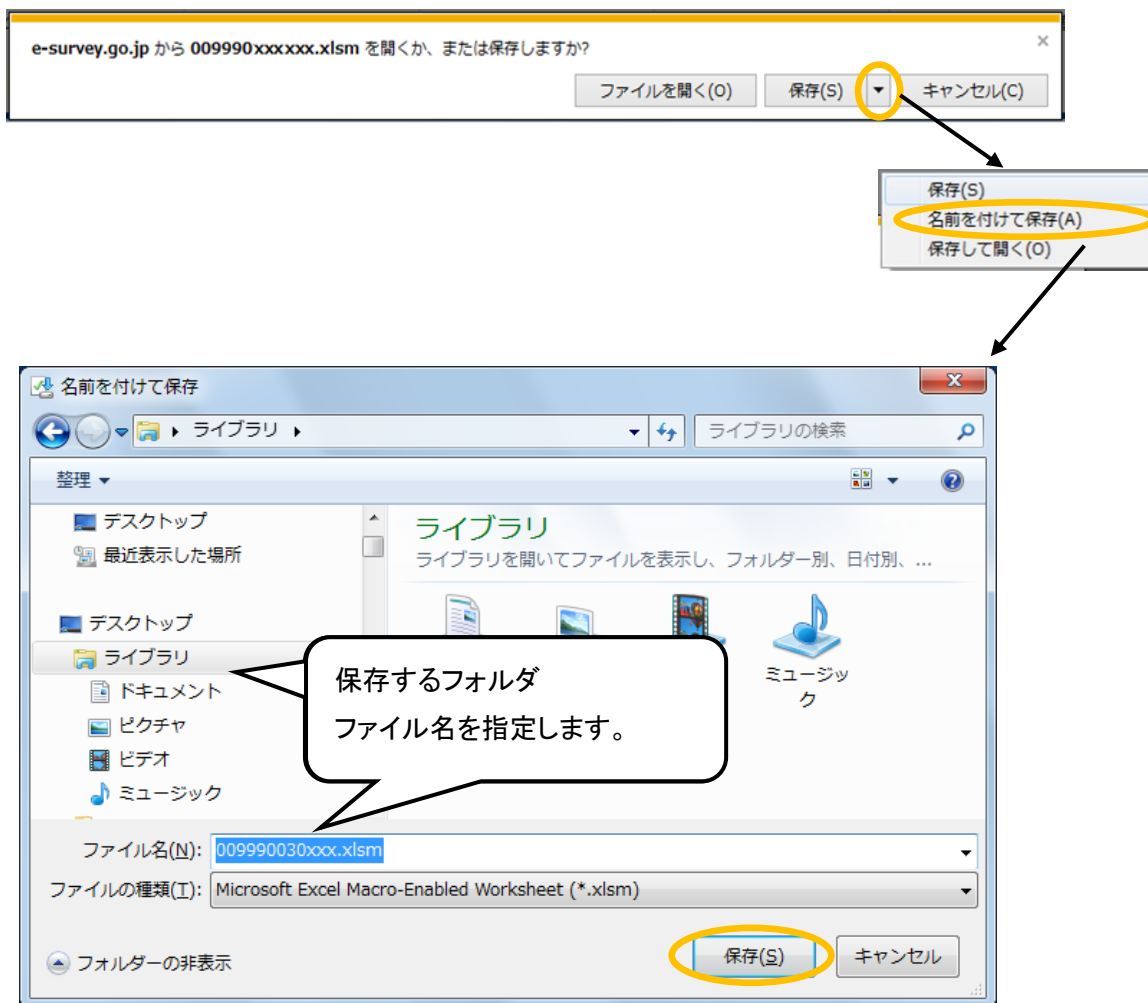 e-survey.go.jp から 009990xxxxxx.xlsm を開くか、または保存しますか?
×
ファイルを開く(O)
保存(S)
キャンセル(C)
保存(S)
名前を付けて保存(A)
保存して開く(O)
名前を付けて保存
ライブラリ
ライブラリの検索
整理
デスクトップ
最近表示した場所
デスクトップ
ライブラリ
ドキュメント
ピクチャ
ビデオ
ミュージック
ライブラリ
ライブラリを開いてファイルを表示し、フォルダー別、日付別、...
ミュージッ
ク
保存するフォルダ
ファイル名を指定します。
ファイル名(N):
009990030xxx.xlsm
ファイルの種類(T):
Microsoft Excel Macro-Enabled Worksheet (*.xlsm)
フォルダーの非表示
保存(S)
キャンセル